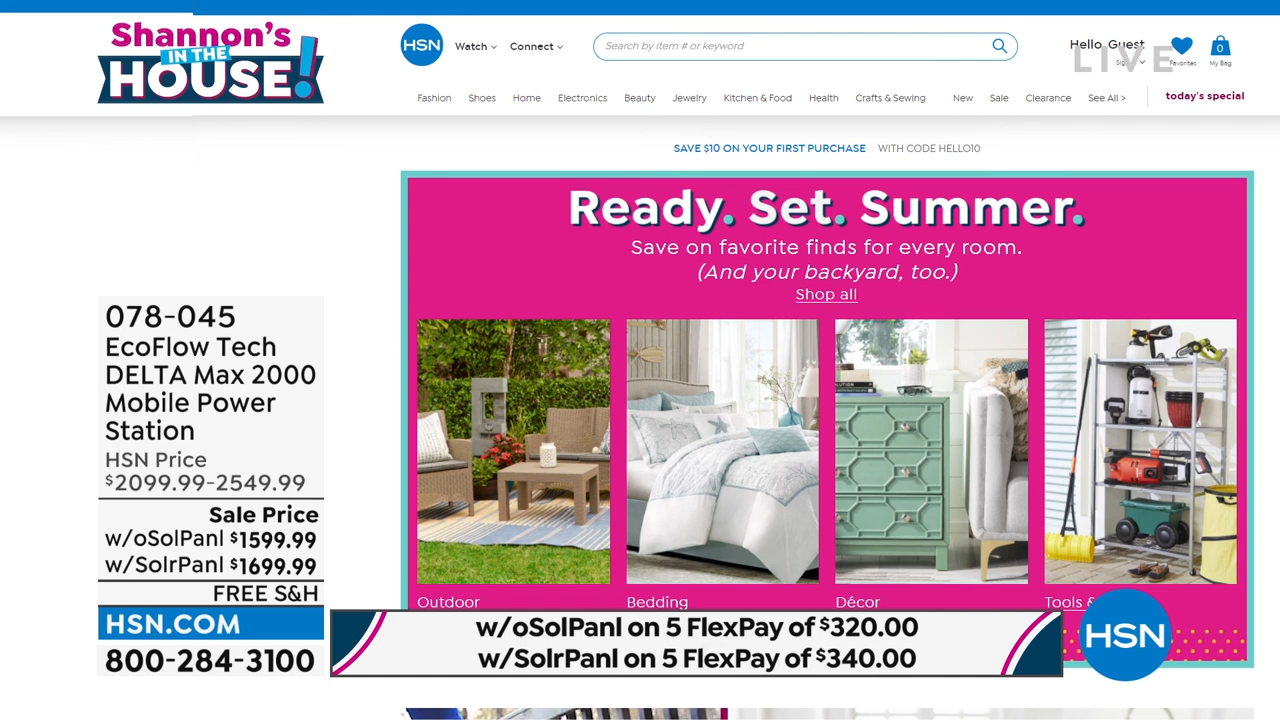 Shannon's
IN THE
HOUSE!
HSN
Watch
Connect
Search by item # or keyword
Hello, Guest
LIVE
Favorites
0
My Bag
Fashion
Shoes
Home
Electronics
Beauty
Jewelry
Kitchen & Food
Health
Crafts & Sewing
New
Sale
Clearance
See All >
today's special
SAVE $10 ON YOUR FIRST PURCHASE WITH CODE HELLO10
Ready. Set. Summer.
Save on favorite finds for every room.
(And your backyard, too.)
Shop all
Outdoor
Bedding
Décor
Tools &
078-045
EcoFlow Tech
DELTA Max 2000
Mobile Power
Station
HSN Price
$2099.99-2549.99
Sale Price
w/oSolPanl $1599.99
w/SolrPanl $1699.99
FREE S&H
HSN.COM
800-284-3100
w/oSolPanl on 5 FlexPay of $320.00
w/SolrPanl on 5 FlexPay of $340.00
HSN